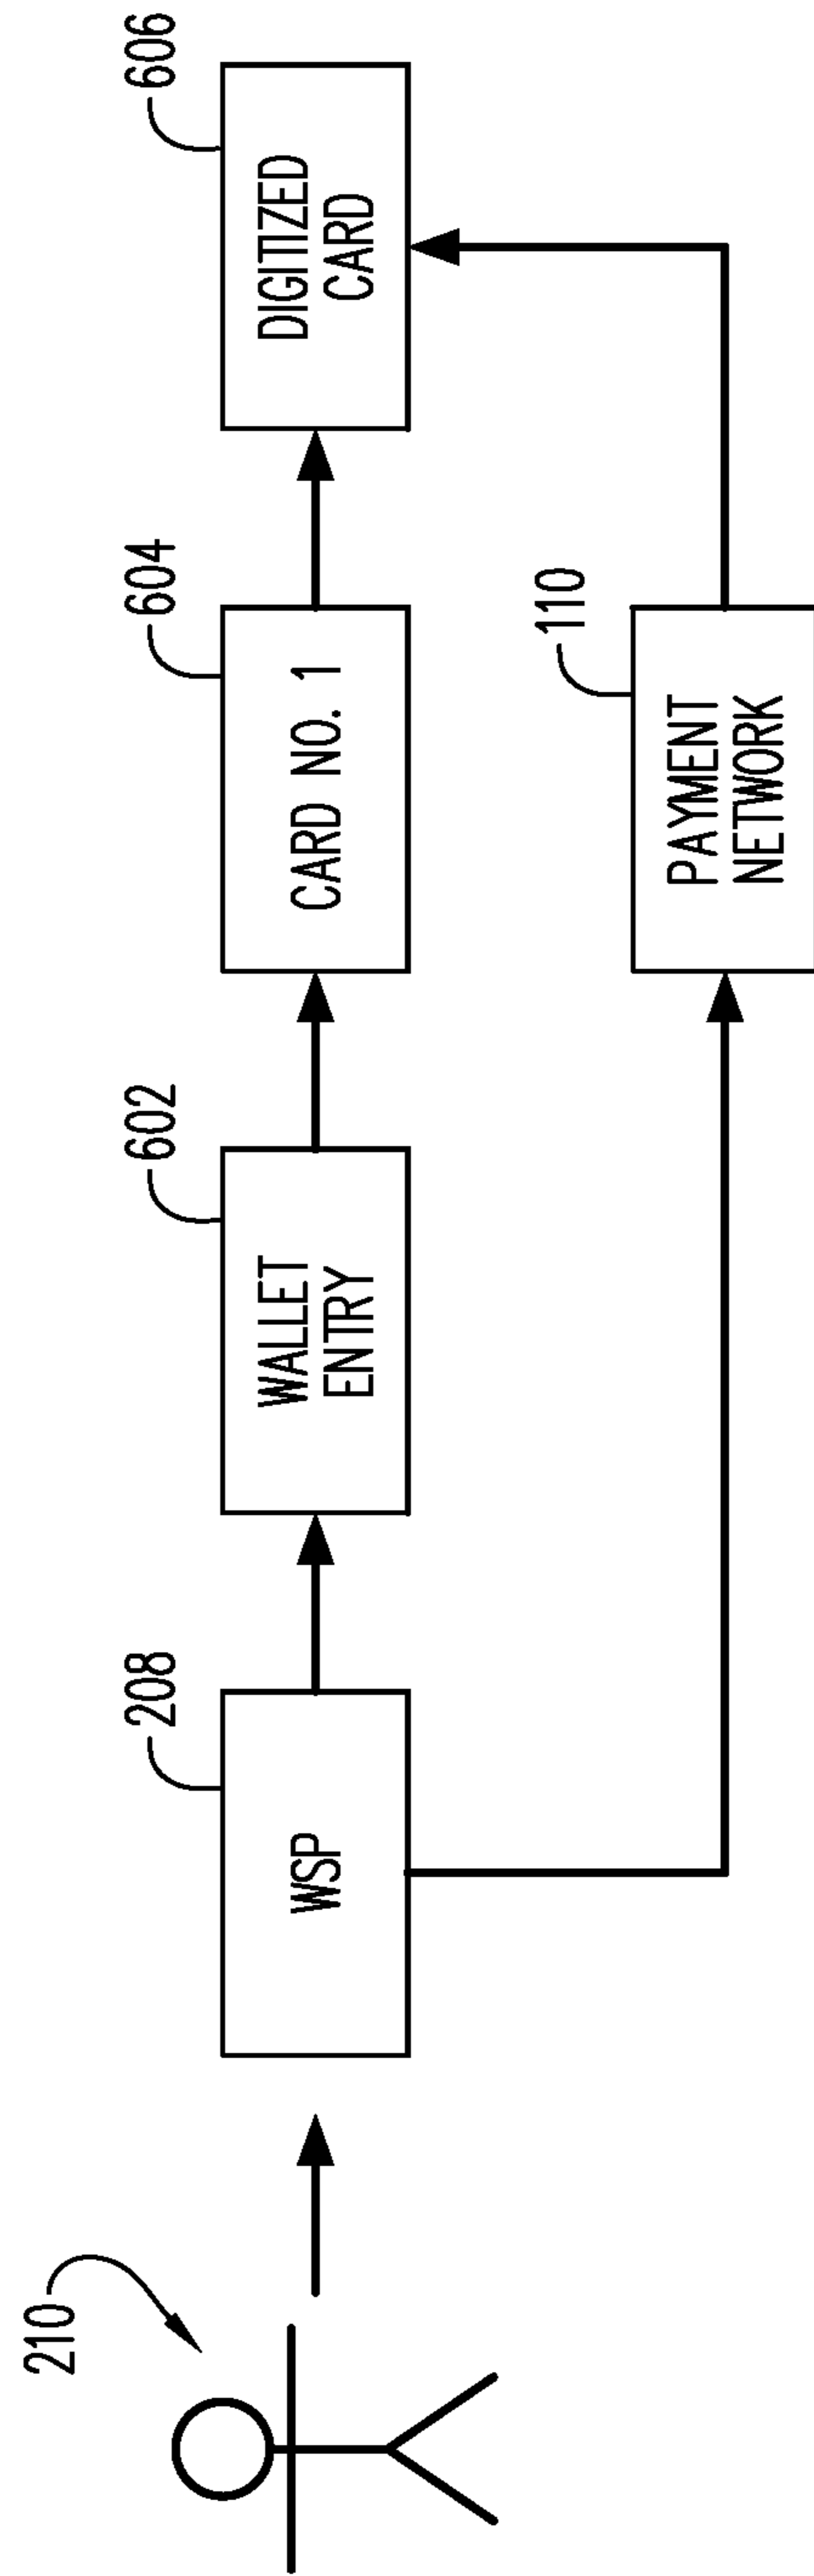 210
208
WSP
602
WALLET
ENTRY
604
CARD NO. 1
606
DIGITIZED
CARD
110
PAYMENT
NETWORK